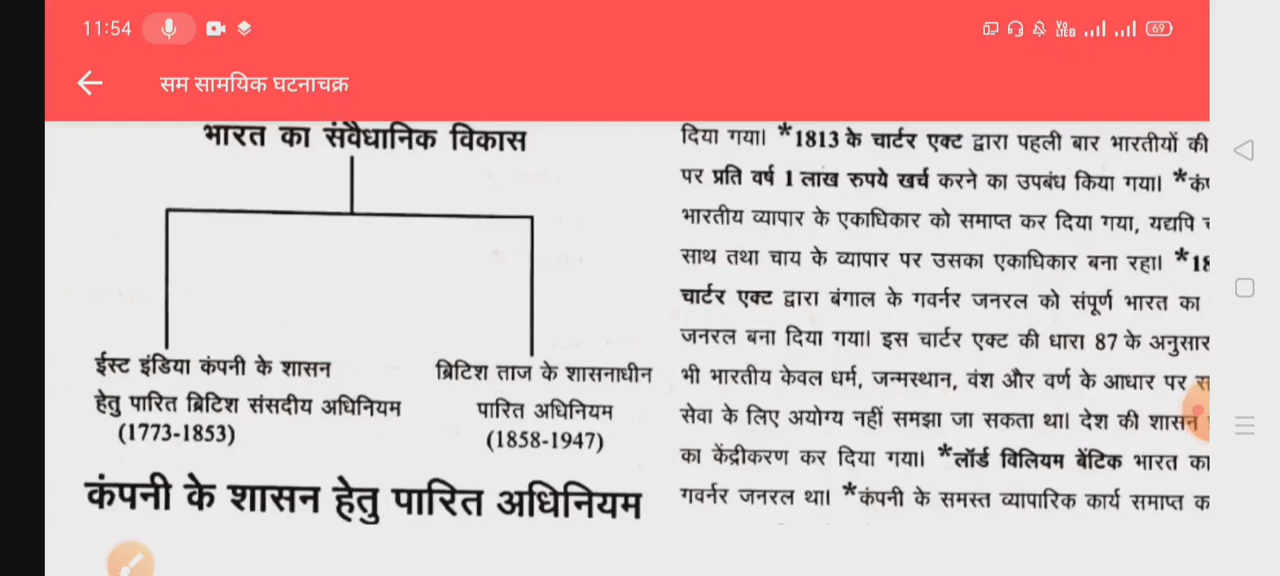 11:54
69
सम सामयिक घटनाचक्र
भारत का संवैधानिक विकास
ईस्ट इंडिया कंपनी के शासन
हेतु पारित ब्रिटिश संसदीय अधिनियम
(1773-1853)
ब्रिटिश ताज के शासनाधीन
पारित अधिनियम
(1858-1947)
कंपनी के शासन हेतु पारित अधिनियम
दिया गया। *1813 के चार्टर एक्ट द्वारा पहली बार भारतीयों की
पर प्रति वर्ष 1 लाख रुपये खर्च करने का उपबंध किया गया।
भारतीय व्यापार के एकाधिकार को समाप्त कर दिया गया, यद्यपि
साथ तथा चाय के व्यापार पर उसका एकाधिकार बना रहा।
चार्टर एक्ट द्वारा बंगाल के गवर्नर जनरल को संपूर्ण भारत का
जनरल बना दिया गया। इस चार्टर एक्ट की धारा 87 के अनुसार
भी भारतीय केवल धर्म, जन्मस्थान, वंश और वर्ण के आधार पर
सेवा के लिए अयोग्य नहीं समझा जा सकता था। देश की शासन
का केंद्रीकरण कर दिया गया। *लॉर्ड विलियम बेंटिक भारत का
गवर्नर जनरल था। *कंपनी के समस्त व्यापारिक कार्य समाप्त